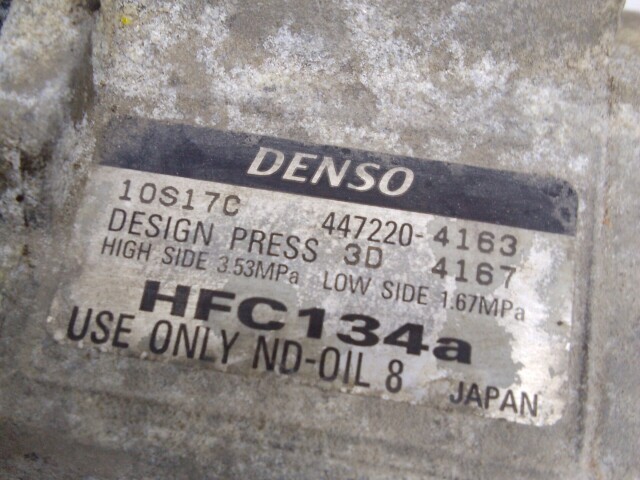 DENSO
10S17C 447220-4163
DESIGN PRESS 3D 4167
HIGH SIDE 3.53MPa LOW SIDE 1.67MPa
HFC134a
USE ONLY ND-OIL 8 JAPAN